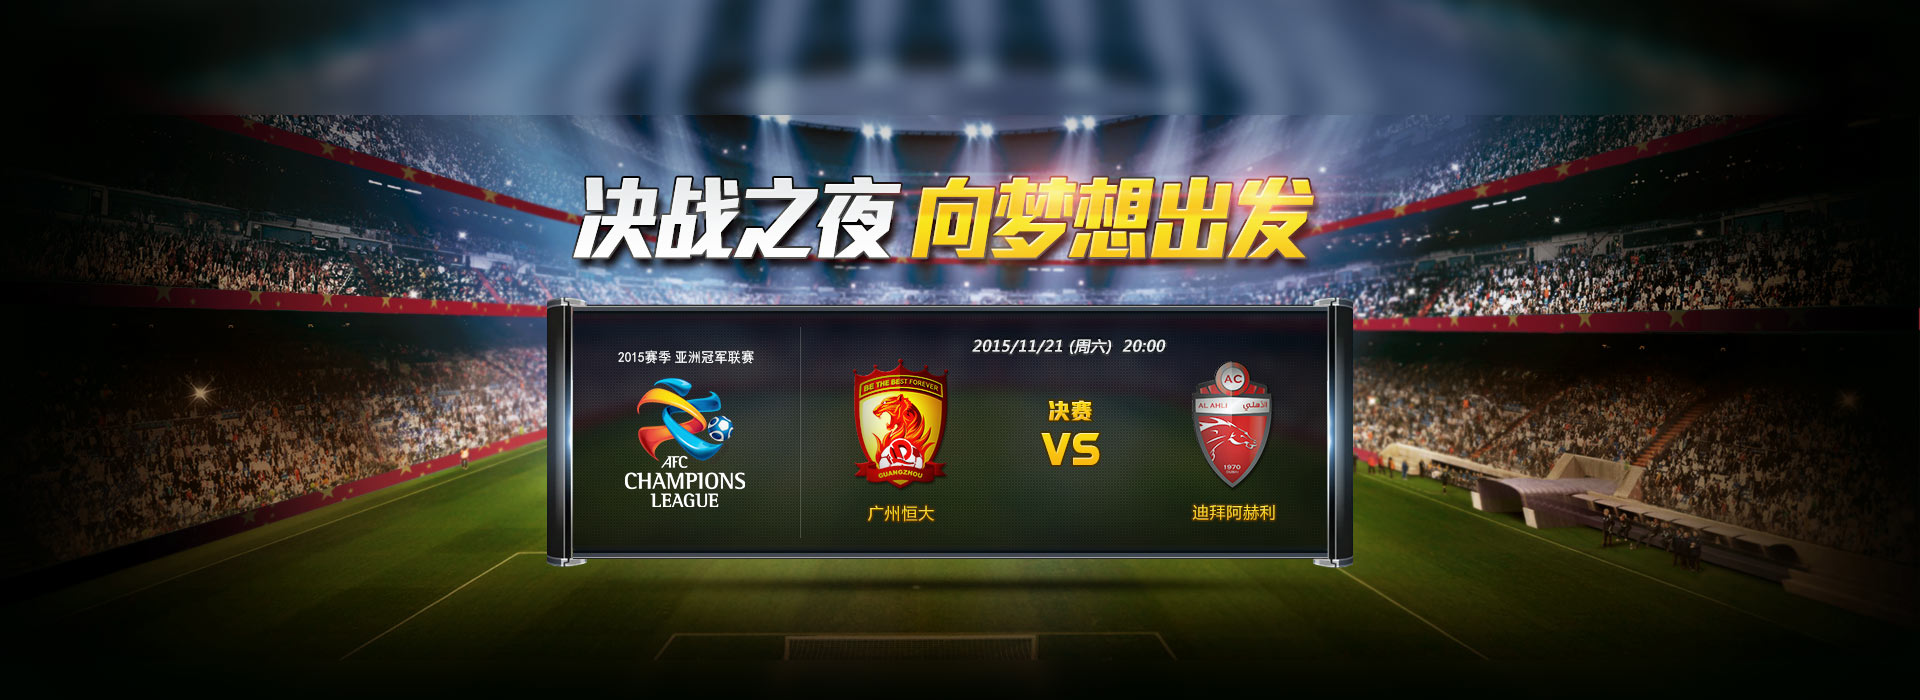 决战之夜 向梦想出发
2015赛季 亚洲冠军联赛
AFC
CHAMPIONS
LEAGUE
2015/11/21 (周六) 20:00
BE THE BEST FOREVER
GUANGZHOU
广州恒大
决赛
VS
AC
AL AHLI الأهلي
1970
迪拜阿赫利